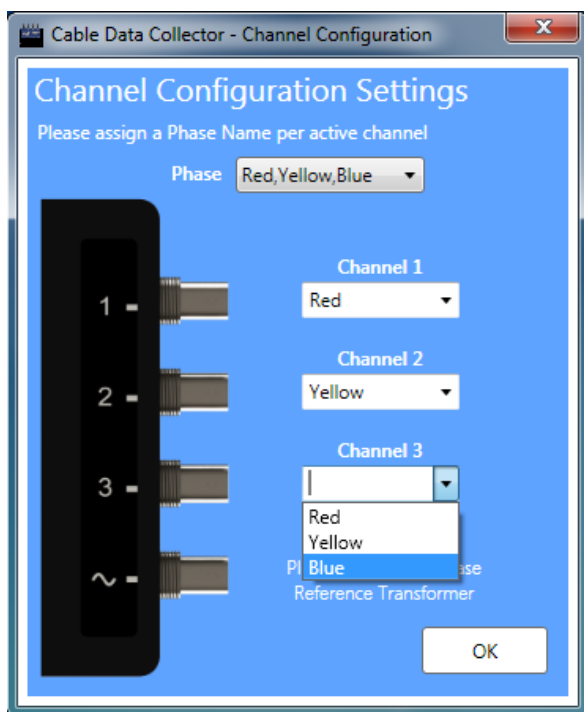 Cable Data Collector - Channel Configuration
Channel Configuration Settings
Please assign a Phase Name per active channel
Phase Red,Yellow,Blue
Channel 1
1 Red
Channel 2
2 Yellow
Channel 3
3
Red
Yellow
Blue
Reference Transformer
OK